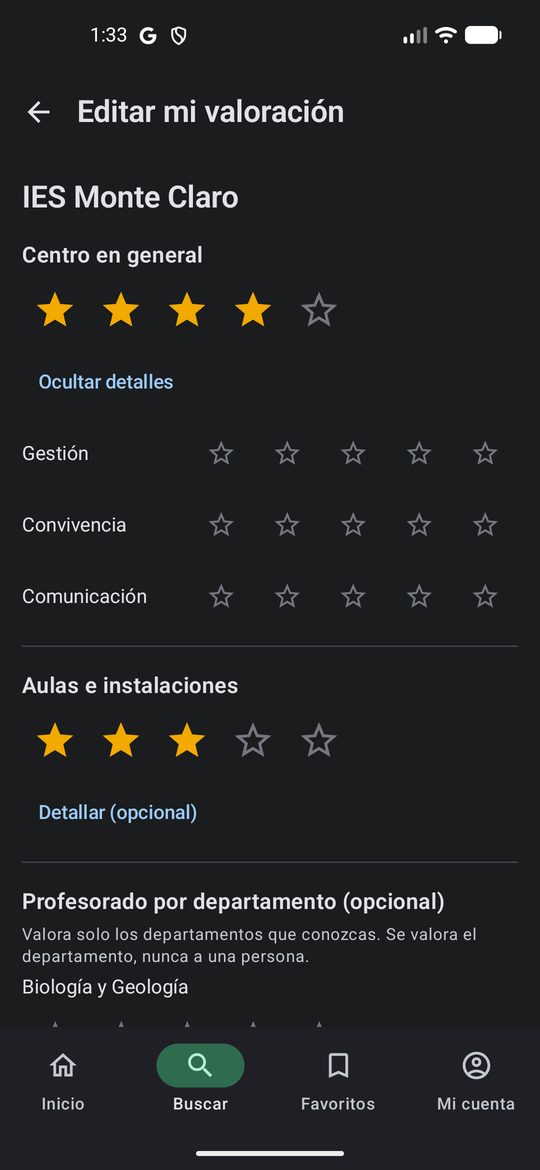 1:33
Editar mi valoración
IES Monte Claro
Centro en general
Ocultar detalles
Gestión
Convivencia
Comunicación
Aulas e instalaciones
Detallar (opcional)
Profesorado por departamento (opcional)
Valora solo los departamentos que conozcas. Se valora el
departamento, nunca a una persona.
Biología y Geología
Inicio
Buscar
Favoritos
Mi cuenta